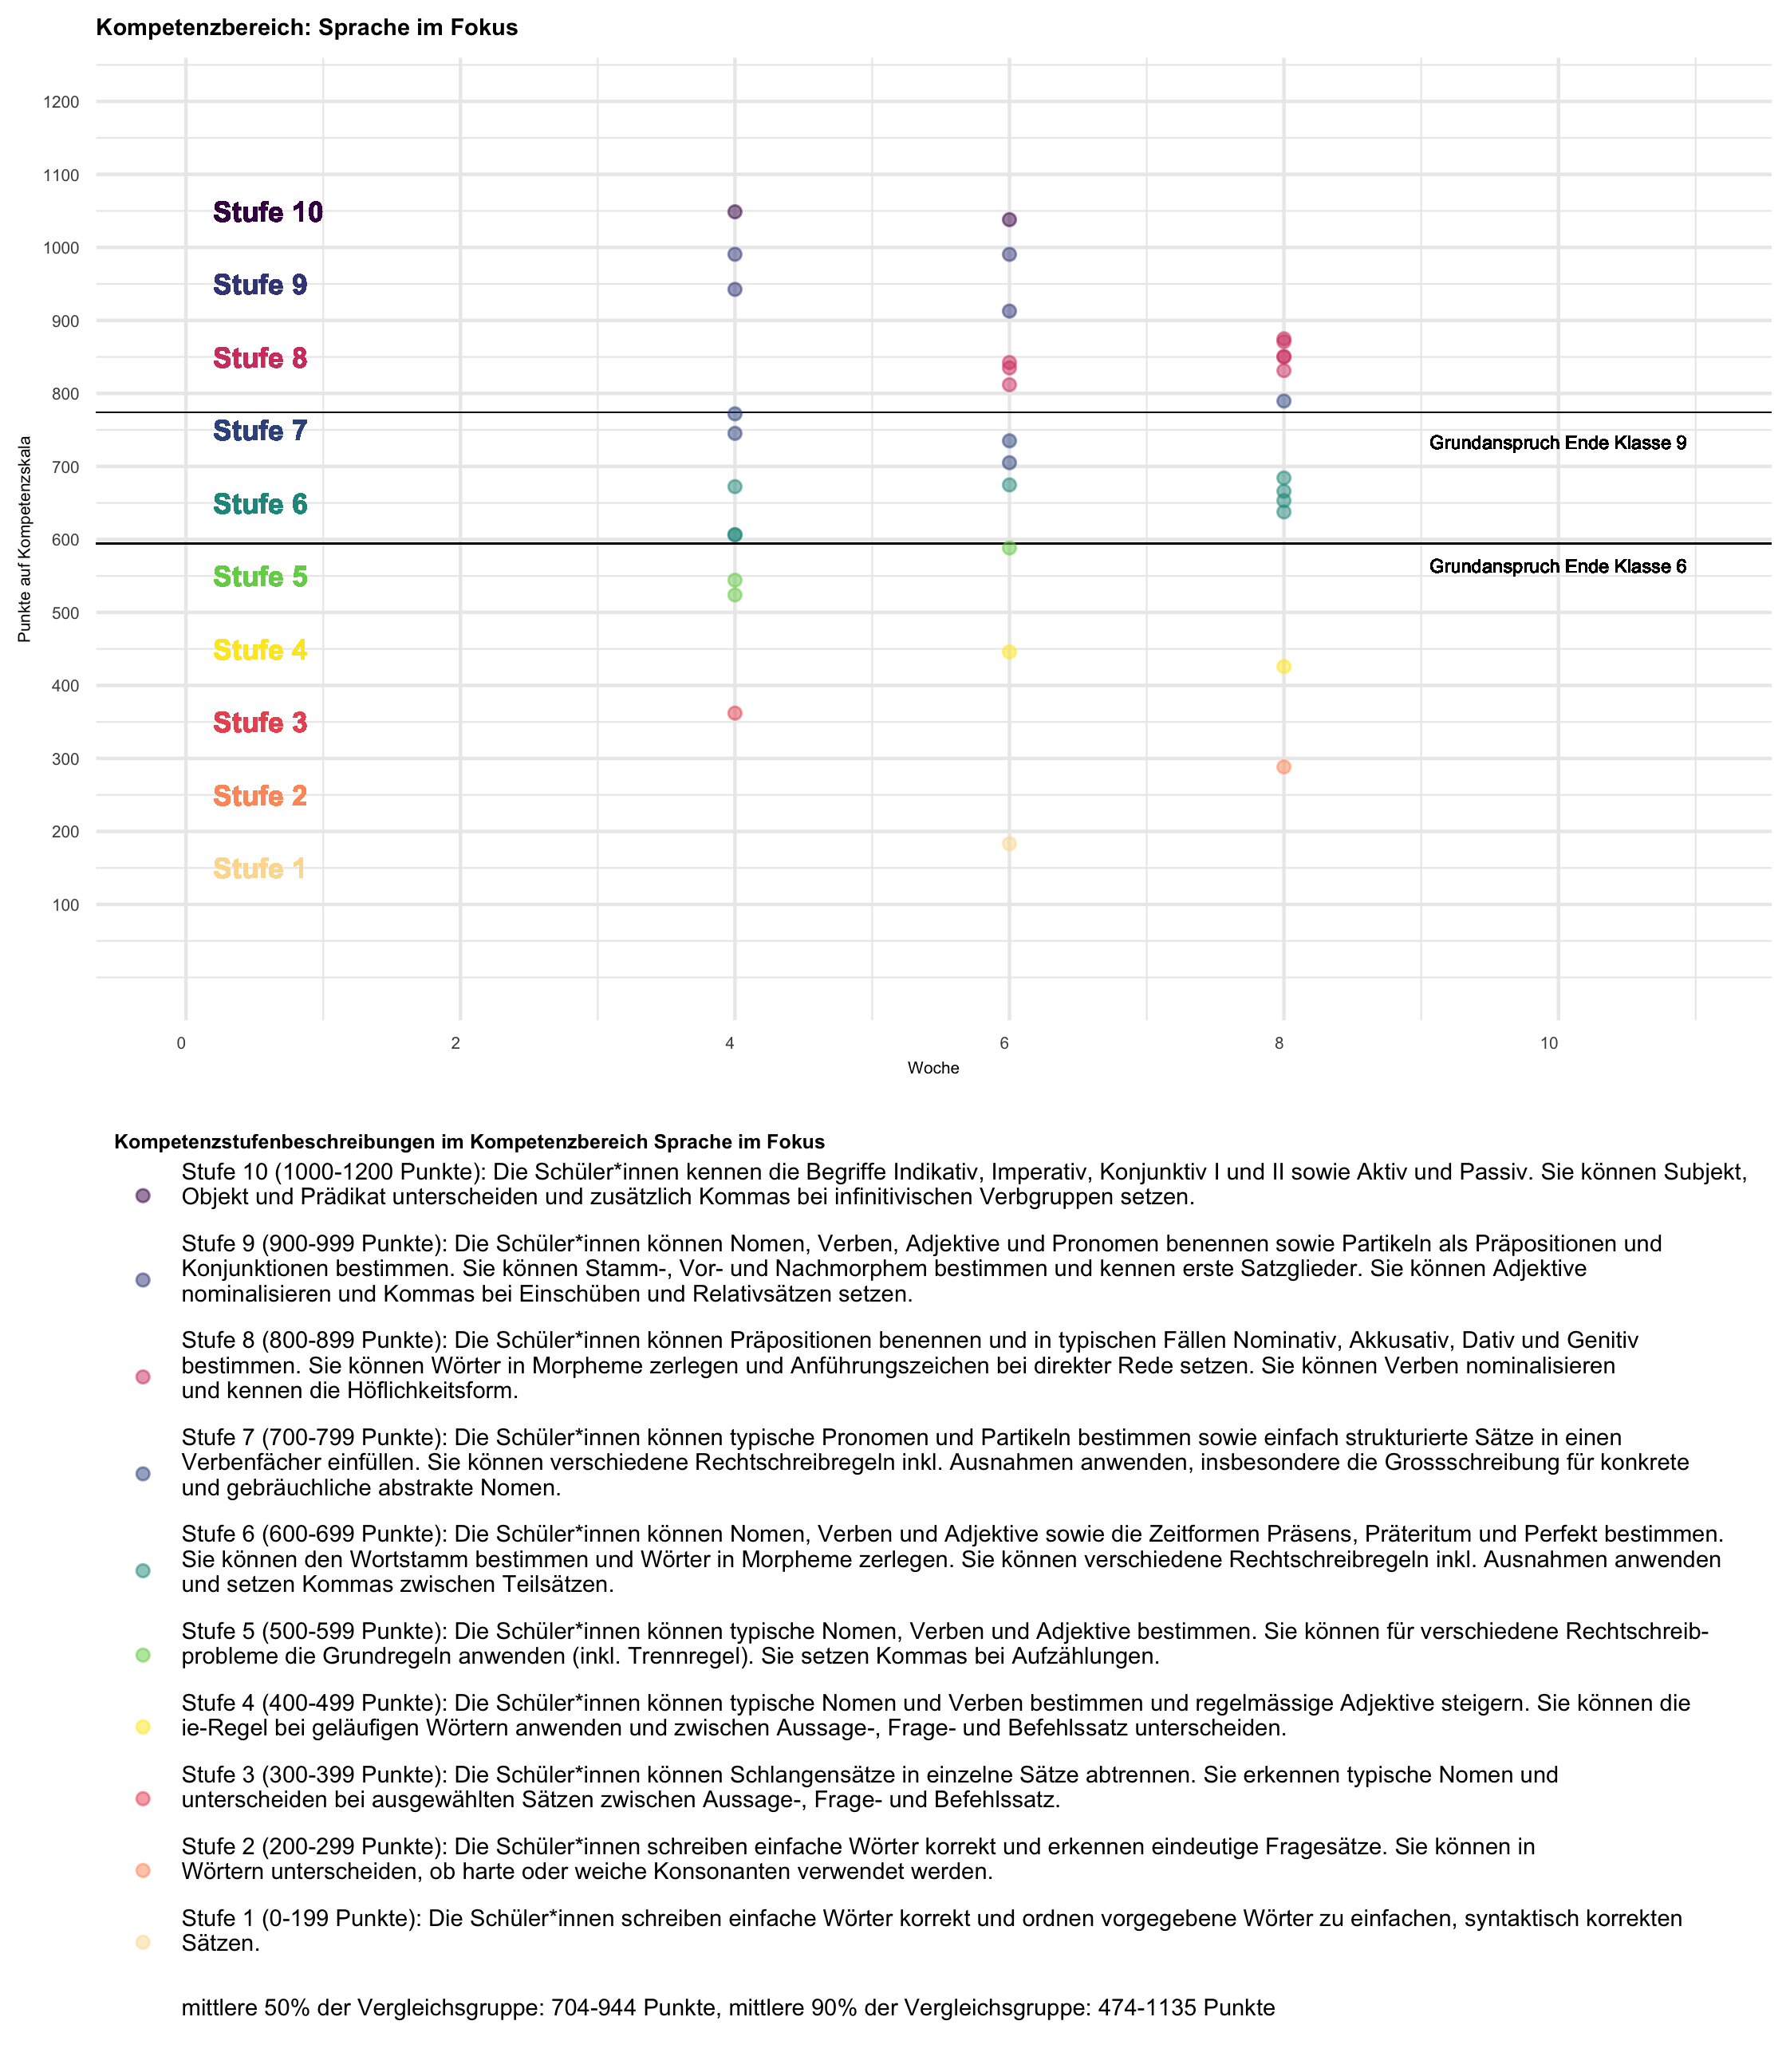 Kompetenzbereich: Sprache im Fokus
1200
1100
Stufe 10
1000
Stufe 9
900
Stufe 8
800
Stufe 7
Grundanspruch Ende Klasse 9
700
Stufe 6
600
Grundanspruch Ende Klasse 6
Stufe 5
500
Stufe 4
400
Stufe 3
300
Stufe 2
200
Stufe 1
100
Punkte auf Kompetenzskala
0 2 4 6 8 10
Woche
Kompetenzstufenbeschreibungen im Kompetenzbereich Sprache im Fokus
Stufe 10 (1000-1200 Punkte): Die Schüler*innen kennen die Begriffe Indikativ, Imperativ, Konjunktiv I und II sowie Aktiv und Passiv. Sie können Subjekt,
Objekt und Prädikat unterscheiden und zusätzlich Kommas bei infinitivischen Verbgruppen setzen.
Stufe 9 (900-999 Punkte): Die Schüler*innen können Nomen, Verben, Adjektive und Pronomen benennen sowie Partikeln als Präpositionen und
Konjunktionen bestimmen. Sie können Stamm-, Vor- und Nachmorphem bestimmen und kennen erste Satzglieder. Sie können Adjektive
nominalisieren und Kommas bei Einschüben und Relativsätzen setzen.
Stufe 8 (800-899 Punkte): Die Schüler*innen können Präpositionen benennen und in typischen Fällen Nominativ, Akkusativ, Dativ und Genitiv
bestimmen. Sie können Wörter in Morpheme zerlegen und Anführungszeichen bei direkter Rede setzen. Sie können Verben nominalisieren
und kennen die Höflichkeitsform.
Stufe 7 (700-799 Punkte): Die Schüler*innen können typische Pronomen und Partikeln bestimmen sowie einfach strukturierte Sätze in einen
Verbenfächer einfüllen. Sie können verschiedene Rechtschreibregeln inkl. Ausnahmen anwenden, insbesondere die Grossschreibung für konkrete
und gebräuchliche abstrakte Nomen.
Stufe 6 (600-699 Punkte): Die Schüler*innen können Nomen, Verben und Adjektive sowie die Zeitformen Präsens, Präteritum und Perfekt bestimmen.
Sie können den Wortstamm bestimmen und Wörter in Morpheme zerlegen. Sie können verschiedene Rechtschreibregeln inkl. Ausnahmen anwenden
und setzen Kommas zwischen Teilsätzen.
Stufe 5 (500-599 Punkte): Die Schüler*innen können typische Nomen, Verben und Adjektive bestimmen. Sie können für verschiedene Rechtschreib-
probleme die Grundregeln anwenden (inkl. Trennregel). Sie setzen Kommas bei Aufzählungen.
Stufe 4 (400-499 Punkte): Die Schüler*innen können typische Nomen und Verben bestimmen und regelmässige Adjektive steigern. Sie können die
ie-Regel bei geläufigen Wörtern anwenden und zwischen Aussage-, Frage- und Befehlssatz unterscheiden.
Stufe 3 (300-399 Punkte): Die Schüler*innen können Schlangensätze in einzelne Sätze abtrennen. Sie erkennen typische Nomen und
unterscheiden bei ausgewählten Sätzen zwischen Aussage-, Frage- und Befehlssatz.
Stufe 2 (200-299 Punkte): Die Schüler*innen schreiben einfache Wörter korrekt und erkennen eindeutige Fragesätze. Sie können in
Wörtern unterscheiden, ob harte oder weiche Konsonanten verwendet werden.
Stufe 1 (0-199 Punkte): Die Schüler*innen schreiben einfache Wörter korrekt und ordnen vorgegebene Wörter zu einfachen, syntaktisch korrekten
Sätzen.
mittlere 50% der Vergleichsgruppe: 704-944 Punkte, mittlere 90% der Vergleichsgruppe: 474-1135 Punkte